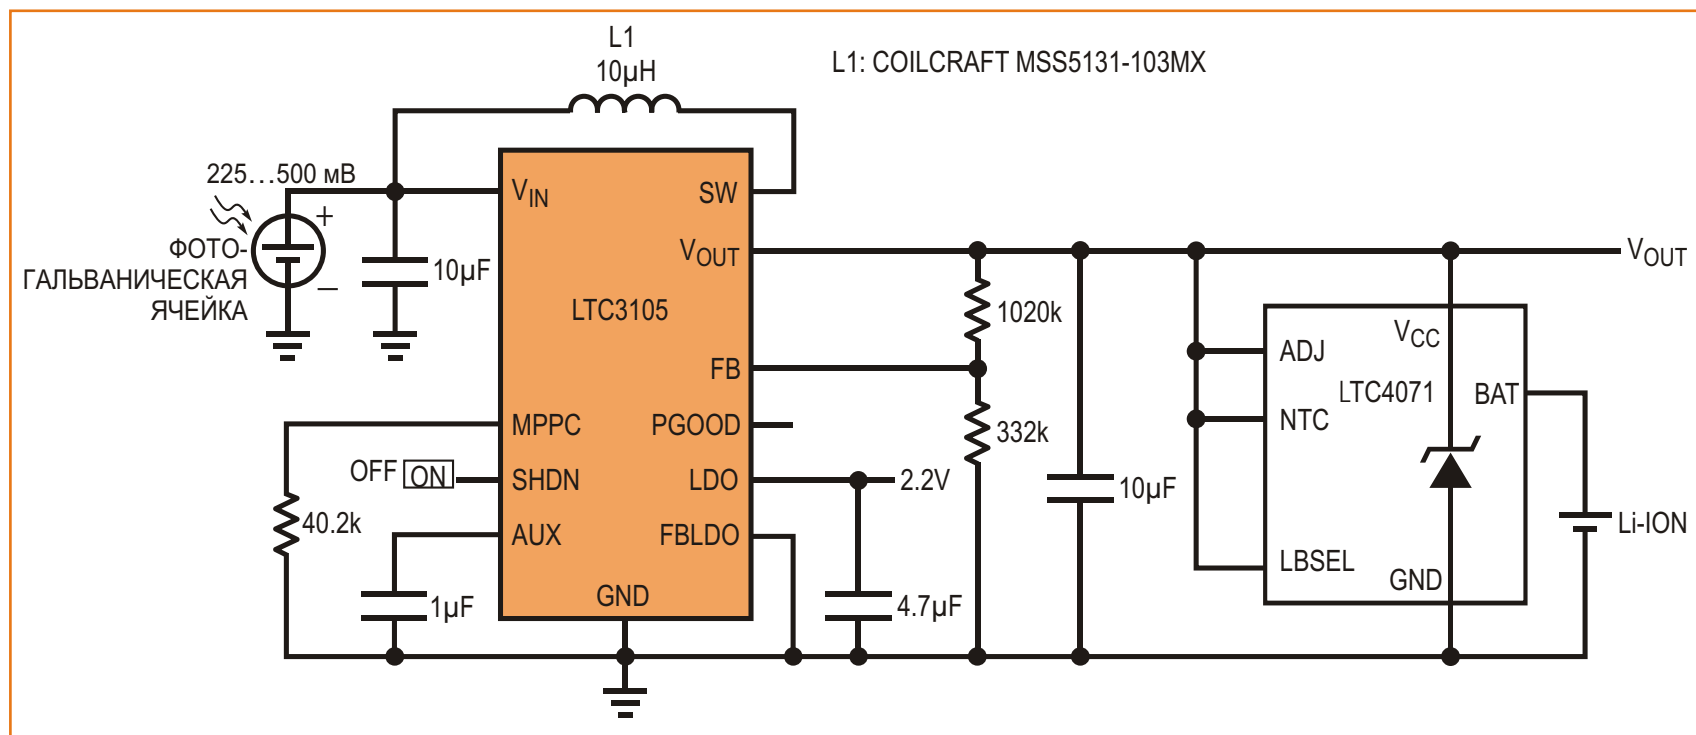 L1
10µH
L1: COILCRAFT MSS5131-103MX
225…500 мВ
ФОТО-
ГАЛЬВАНИЧЕСКАЯ
ЯЧЕЙКА
+
–
10µF
VIN
SW
VOUT
LTC3105
FB
MPPC
PGOOD
OFF ON
SHDN
LDO
2.2V
AUX
FBLDO
GND
40.2k
1µF
4.7µF
1020k
332k
10µF
VOUT
VCC
ADJ
LTC4071
BAT
NTC
LBSEL
GND
Li-ION